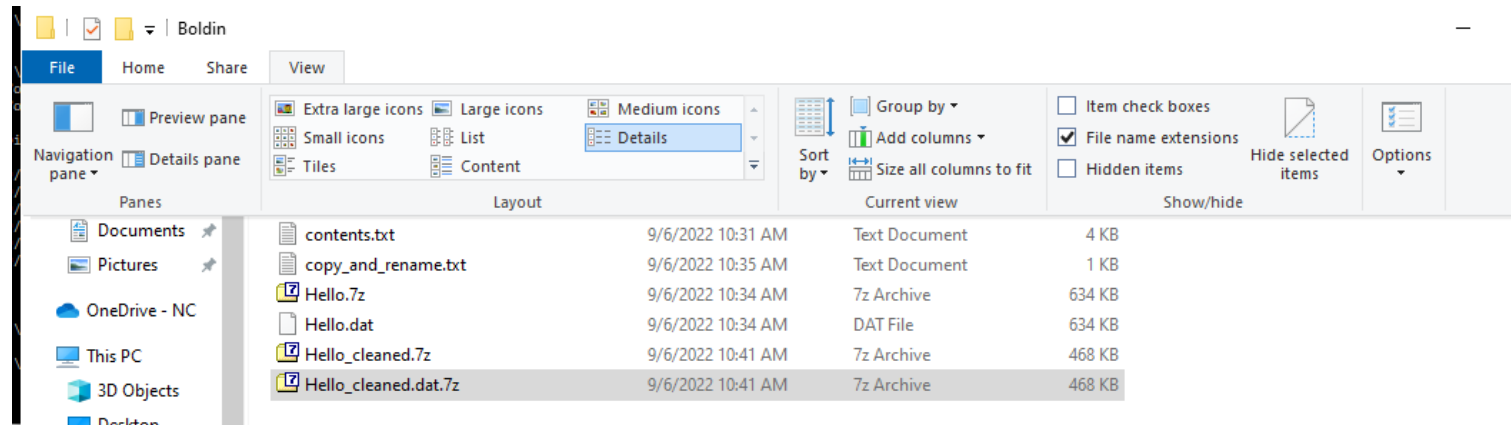 Boldin
File Home Share View
Preview pane
Details pane
Navigation pane
Panes
Extra large icons Large icons Medium icons
Small icons List Details
Tiles Content
Layout
Sort by
Group by
Add columns
Size all columns to fit
Current view
Item check boxes
File name extensions
Hidden items
Hide selected items
Show/hide
Options
Documents
Pictures
OneDrive - NC
This PC
3D Objects
Desktop
contents.txt 9/6/2022 10:31 AM Text Document 4 KB
copy_and_rename.txt 9/6/2022 10:35 AM Text Document 1 KB
Hello.7z 9/6/2022 10:34 AM 7z Archive 634 KB
Hello.dat 9/6/2022 10:34 AM DAT File 634 KB
Hello_cleaned.7z 9/6/2022 10:41 AM 7z Archive 468 KB
Hello_cleaned.dat.7z 9/6/2022 10:41 AM 7z Archive 468 KB